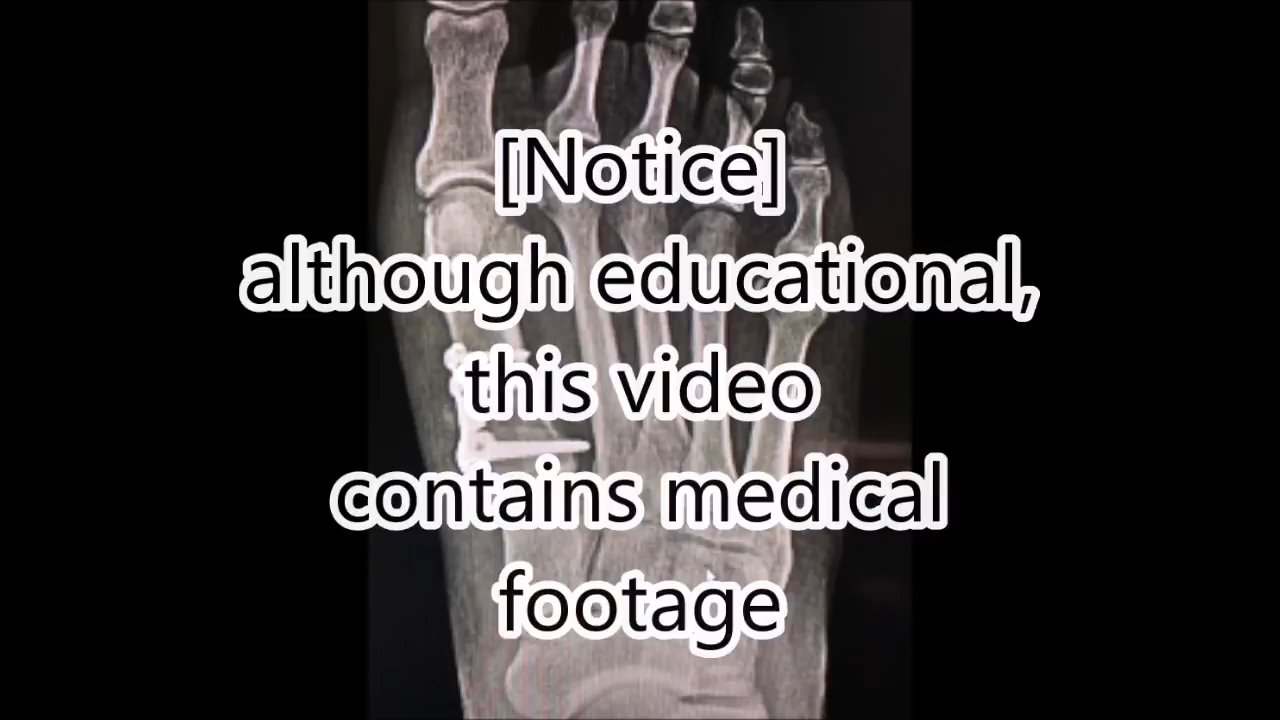 [Notice]
although educational,
this video
contains medical
footage